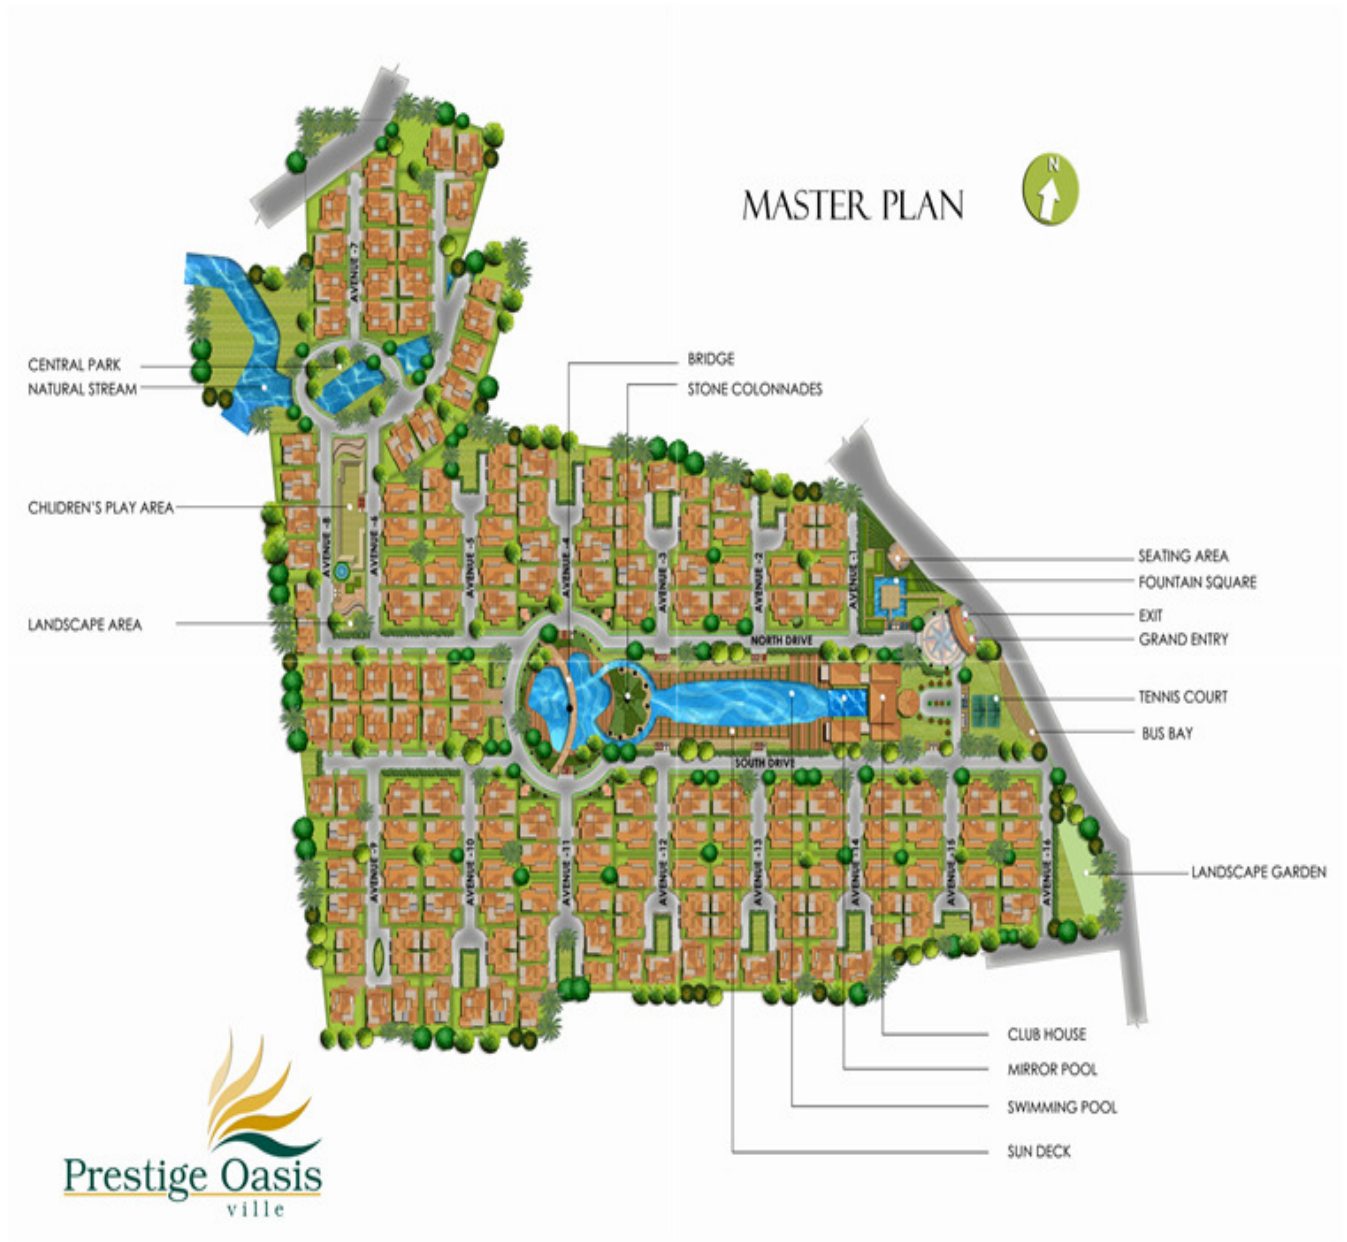 MASTER PLAN
N
CENTRAL PARK
NATURAL STREAM
CHLIDREN'S PLAY AREA
LANDSCAPE AREA
BRIDGE
STONE COLONNADES
SEATING AREA
FOUNTAIN SQUARE
EXIT
GRAND ENTRY
TENNIS COURT
BUS BAY
LANDSCAPE GARDEN
AVENUE -7
AVENUE -8
AVENUE -6
AVENUE -5
AVENUE -4
AVENUE -3
AVENUE -2
AVENUE -1
NORTH DRIVE
SOUTH DRIVE
AVENUE -9
AVENUE -10
AVENUE -11
AVENUE -12
AVENUE -13
AVENUE -14
AVENUE -15
AVENUE -16
CLUB HOUSE
MIRROR POOL
SWIMMING POOL
SUN DECK
Prestige Oasis
ville